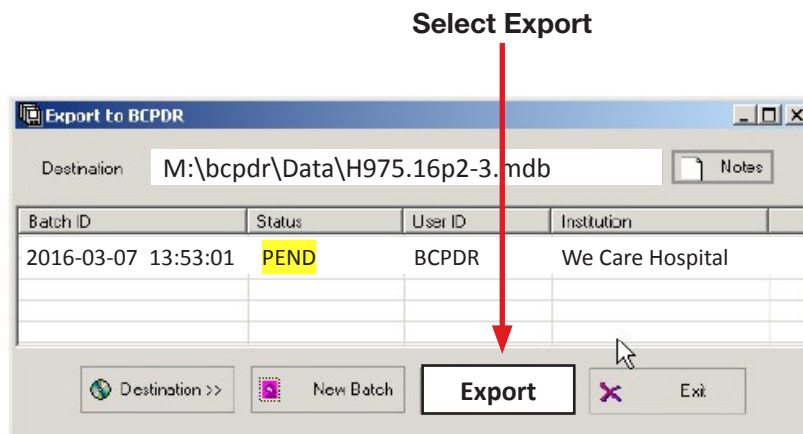 Select Export
Export to BCPDR
Destination M:\bcpdr\Data\H975.16p2-3.mdb Notes
Batch ID Status User ID Institution
2016-03-07 13:53:01 PEND BCPDR We Care Hospital
Destination >> New Batch Export Exit